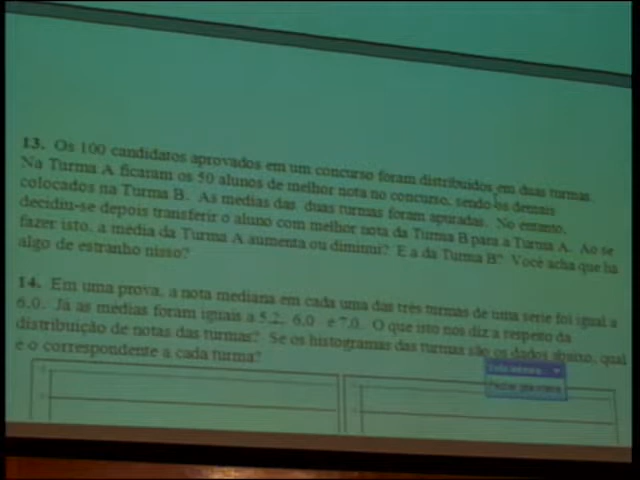 13. Os 100 candidatos aprovados em um concurso foram distribuídos em duas turmas.
Na Turma A ficaram os 50 alunos de melhor nota no concurso, sendo os demais
colocados na Turma B. As médias das duas turmas foram apuradas. No entanto,
decidiu-se depois transferir o aluno com melhor nota da Turma B para a Turma A. Ao se
fazer isto, a média da Turma A aumenta ou diminui? E a da Turma B? Você acha que há
algo de estranho nisso?
14. Em uma prova, a nota mediana em cada uma das três turmas de uma série foi igual a
6,0. Já as médias foram iguais a 5,2, 6,0 e 7,0. O que isto nos diz a respeito da
distribuição de notas das turmas? Se os histogramas das turmas são os dados abaixo, qual
é o correspondente a cada turma?